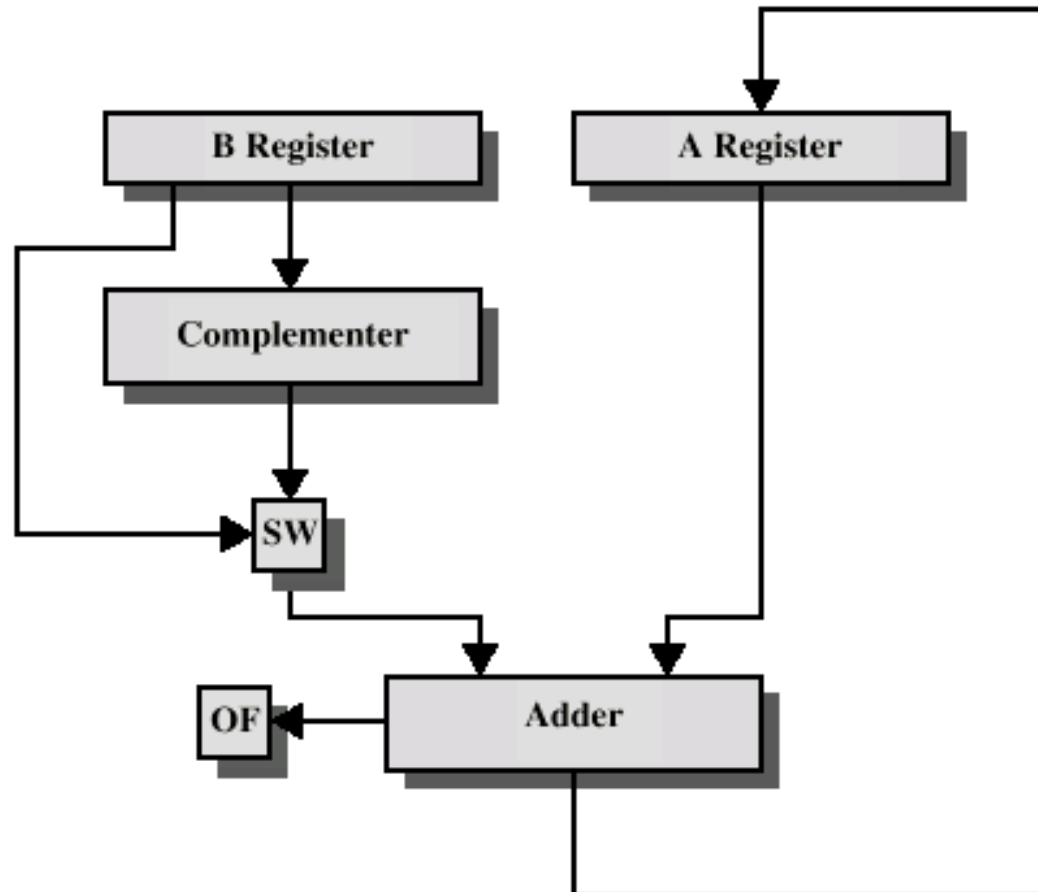 B Register
A Register
Complementer
SW
OF
Adder